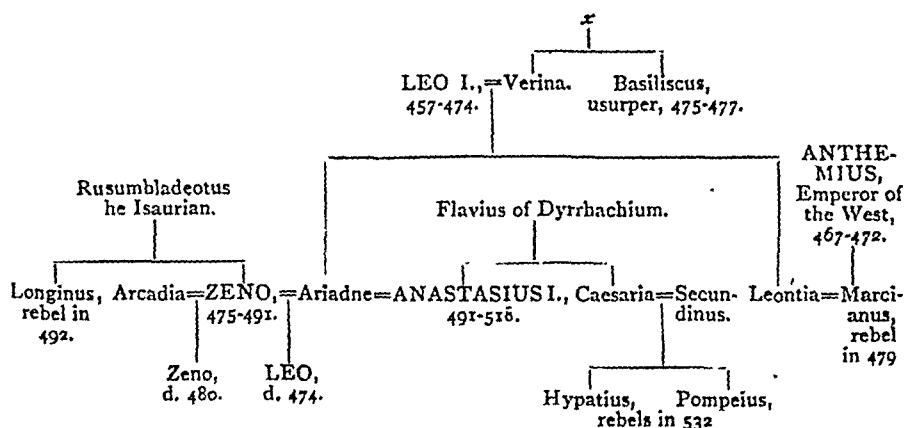 x
LEO I.,=Verina. Basiliscus,
457-474. usurper, 475-477.
ANTHE-
MIUS,
Rusumbladeotus Emperor of
he Isaurian. Flavius of Dyrrhachium. the West,
467-472.
Longinus, Arcadia=ZENO,=Ariadne=ANASTASIUS I., Caesaria=Secun- Leontia=Marci-
rebel in 475-491. 491-518. dinus. anus,
492. rebel
Zeno, LEO, in 479
d. 480. d. 474. Hypatius, Pompeius,
rebels in 532